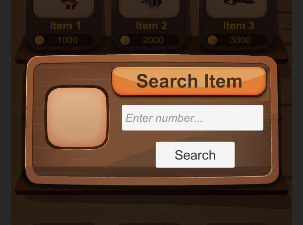 Item 1 Item 2 Item 3
1000 2000 3000
Search Item
Enter number...
Search